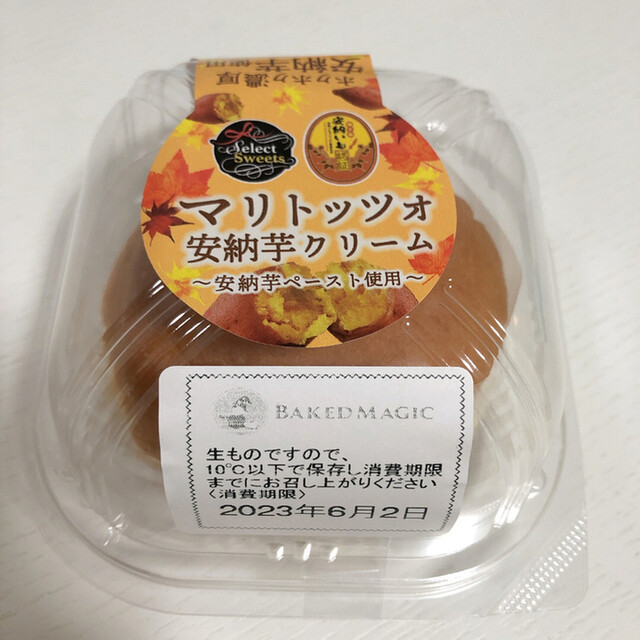 ホクホク濃厚
安納芋使用
Select
Sweets
安納いも
マリトッツォ
安納芋クリーム
～安納芋ペースト使用～
BAKED MAGIC
生ものですので、
10℃以下で保存し消費期限
までにお召し上がりください
〈消費期限〉
2023年6月2日